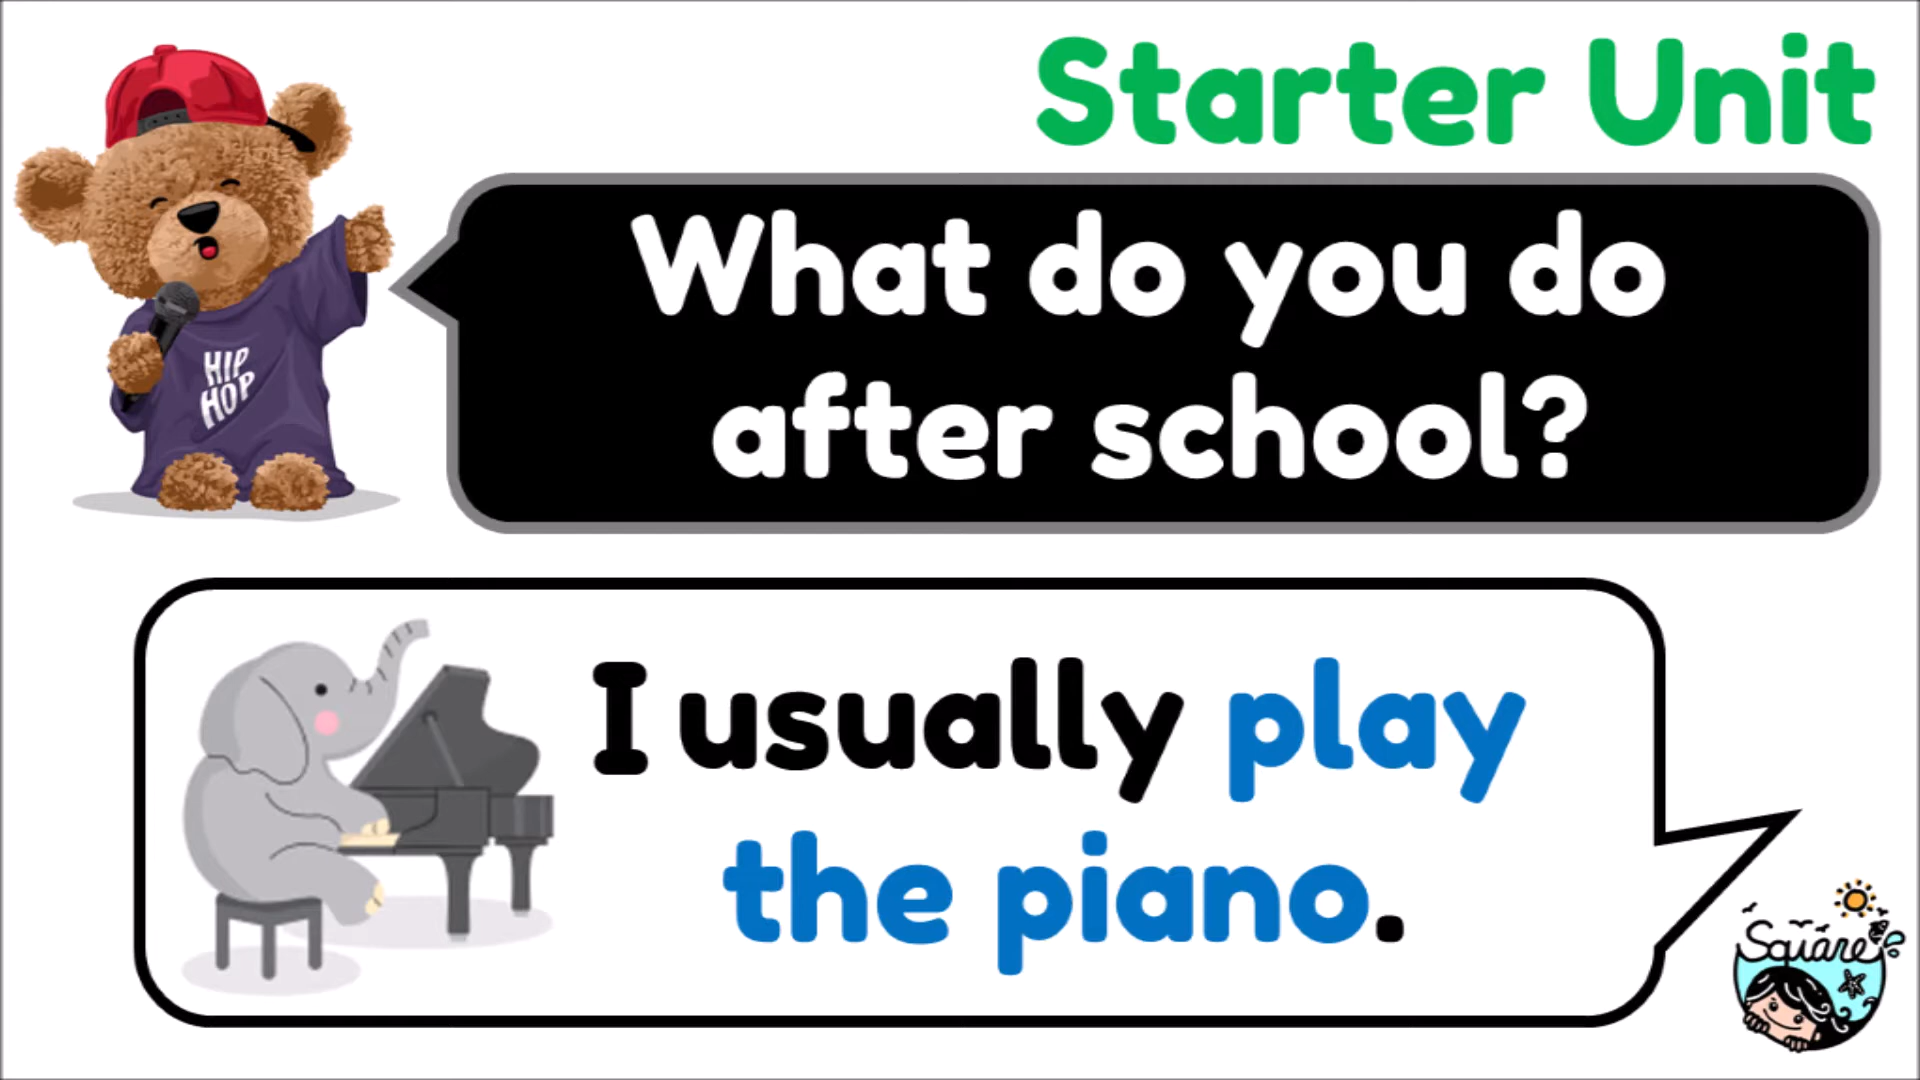 Starter Unit
What do you do
after school?
HIP
HOP
I usually play
the piano.
Square